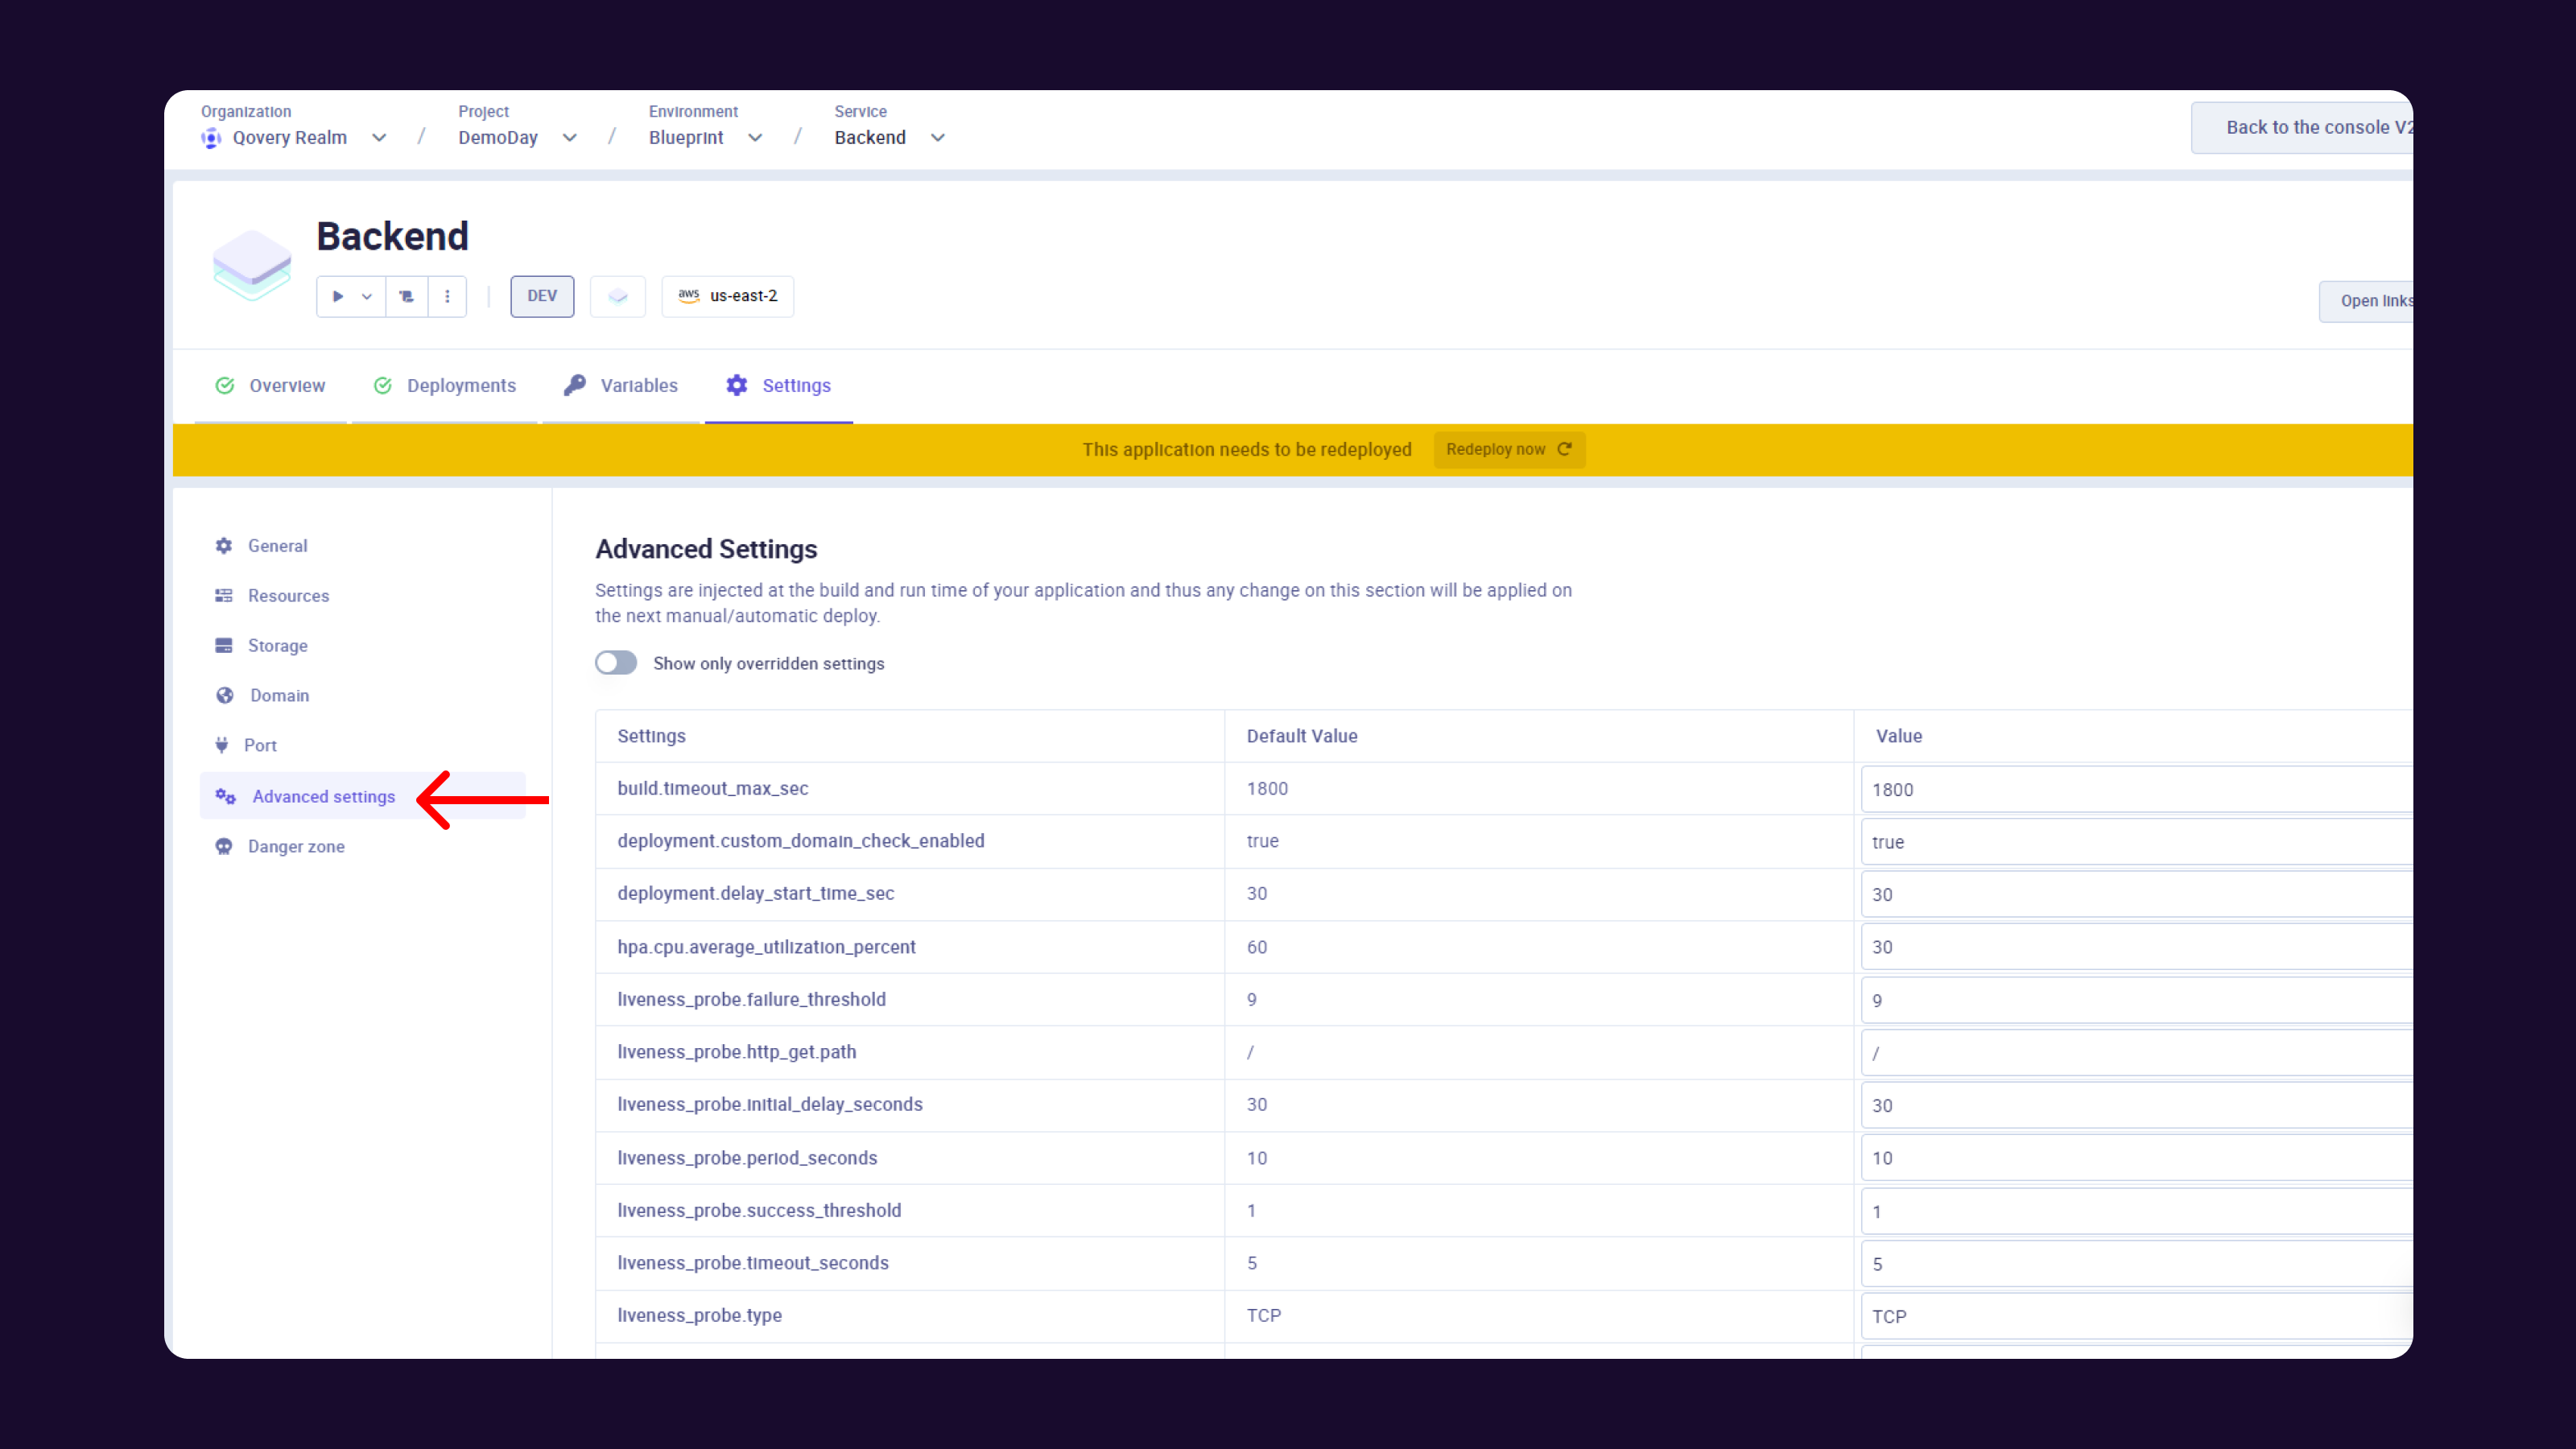 Organization Project Environment Service
Qovery Realm / DemoDay / Blueprint / Backend
Back to the console V2
Backend
DEV aws us-east-2
Open links
Overview Deployments Variables Settings
This application needs to be redeployed Redeploy now
General
Resources
Storage
Domain
Port
Advanced settings
Danger zone
Advanced Settings
Settings are injected at the build and run time of your application and thus any change on this section will be applied on
the next manual/automatic deploy.
Show only overridden settings
Settings Default Value Value
build.timeout_max_sec 1800 1800
deployment.custom_domain_check_enabled true true
deployment.delay_start_time_sec 30 30
hpa.cpu.average_utilization_percent 60 30
liveness_probe.failure_threshold 9 9
liveness_probe.http_get.path / /
liveness_probe.initial_delay_seconds 30 30
liveness_probe.period_seconds 10 10
liveness_probe.success_threshold 1 1
liveness_probe.timeout_seconds 5 5
liveness_probe.type TCP TCP